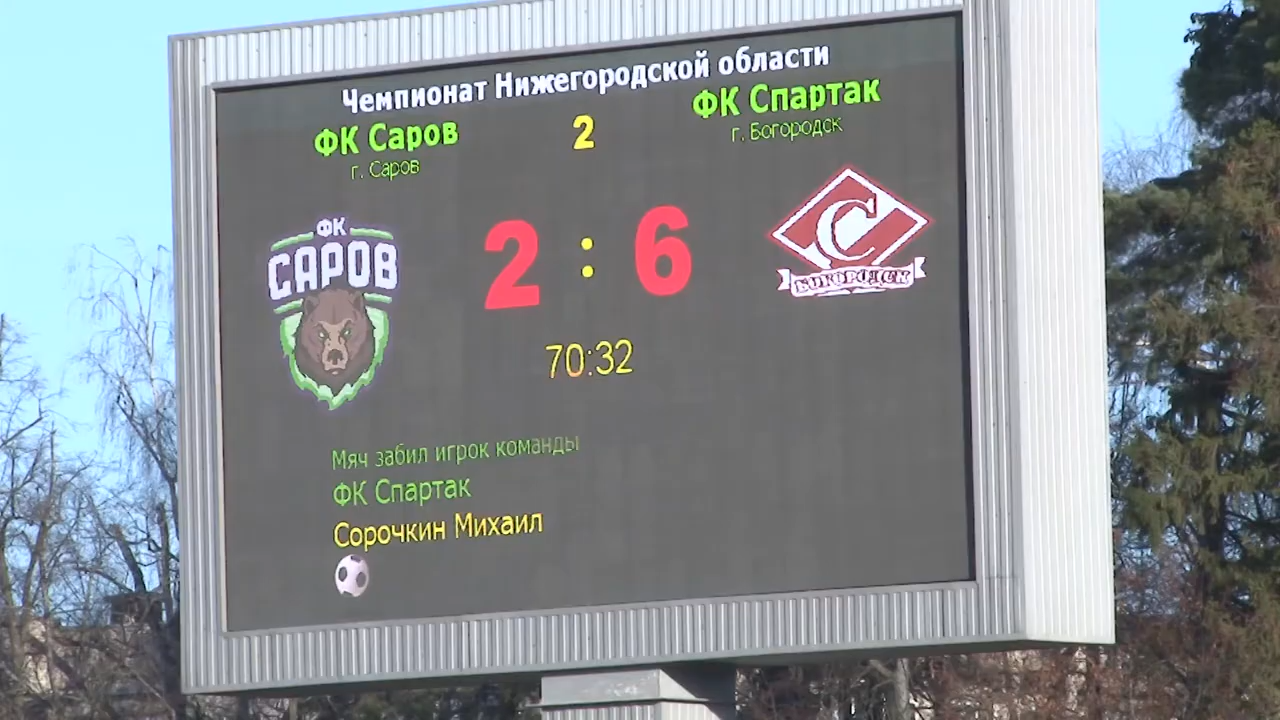 Чемпионат Нижегородской области
ФК Саров
г. Саров
2
ФК Спартак
г. Богородск
ФК
САРОВ
2 : 6
С
БОГОРОДСК
70:32
Мяч забил игрок команды
ФК Спартак
Сорочкин Михаил